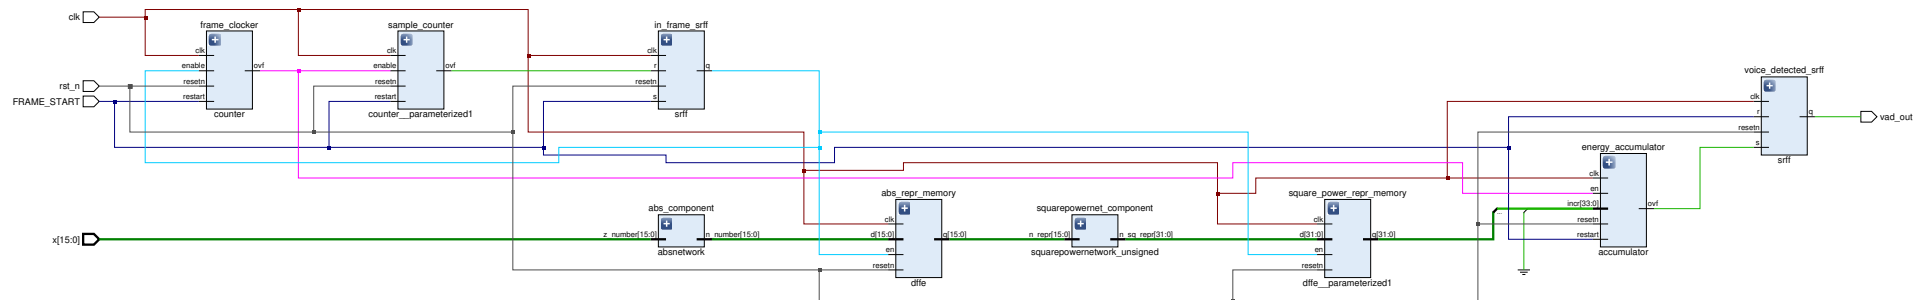 clk
rst_n
FRAME_START
x[15:0]
frame_clocker
clk
enable
resetn
restart
ovf
counter
sample_counter
clk
enable
resetn
restart
ovf
counter__parameterized1
in_frame_srff
clk
r
resetn
s
q
srff
abs_component
z_number[15:0]
n_number[15:0]
absnetwork
abs_repr_memory
clk
d[15:0]
en
resetn
q[15:0]
dffe
squarepowernet_component
n_repr[15:0]
n_sq_repr[31:0]
squarepowernetwork_unsigned
square_power_repr_memory
clk
d[31:0]
en
resetn
q[31:0]
dffe__parameterized1
energy_accumulator
clk
en
incr[33:0]
resetn
restart
ovf
accumulator
voice_detected_srff
clk
r
resetn
s
q
srff
vad_out